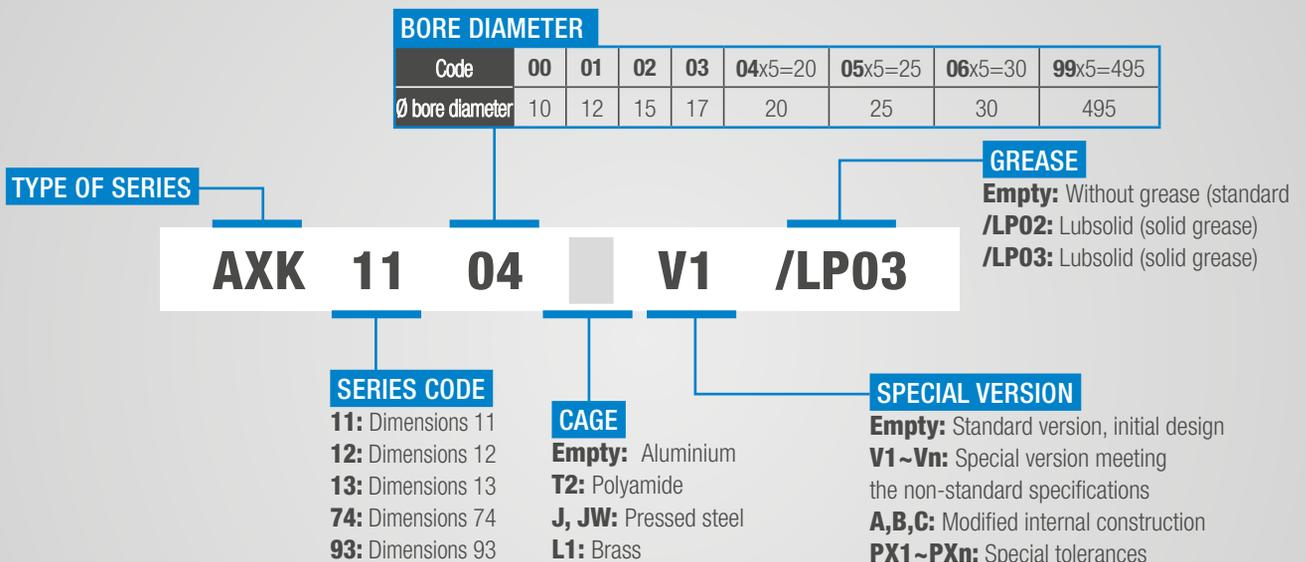 BORE DIAMETER
Code 00 01 02 03 04x5=20 05x5=25 06x5=30 99x5=495
Ø bore diameter 10 12 15 17 20 25 30 495
TYPE OF SERIES
GREASE
Empty: Without grease (standard
/LP02: Lubsolid (solid grease)
/LP03: Lubsolid (solid grease)
AXK 11 04 V1 /LP03
SERIES CODE
11: Dimensions 11
12: Dimensions 12
13: Dimensions 13
74: Dimensions 74
93: Dimensions 93
CAGE
Empty: Aluminium
T2: Polyamide
J, JW: Pressed steel
L1: Brass
SPECIAL VERSION
Empty: Standard version, initial design
V1~Vn: Special version meeting
the non-standard specifications
A,B,C: Modified internal construction
PX1~PXn: Special tolerances